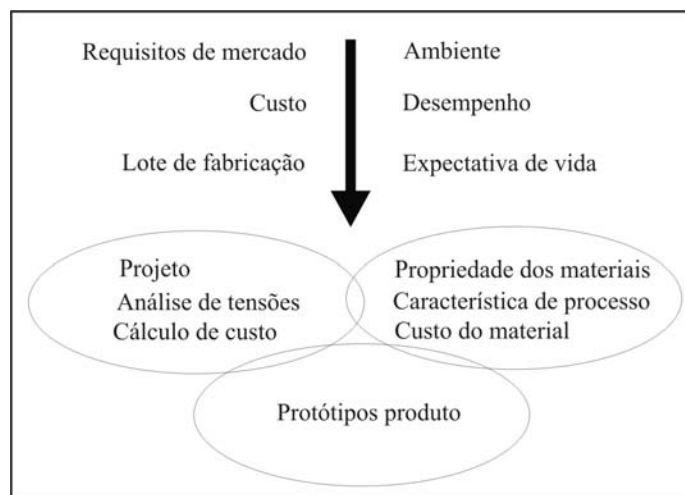 Requisitos de mercado
Ambiente
Custo
Desempenho
Lote de fabricação
Expectativa de vida
Projeto
Análise de tensões
Cálculo de custo
Propriedade dos materiais
Característica de processo
Custo do material
Protótipos produto